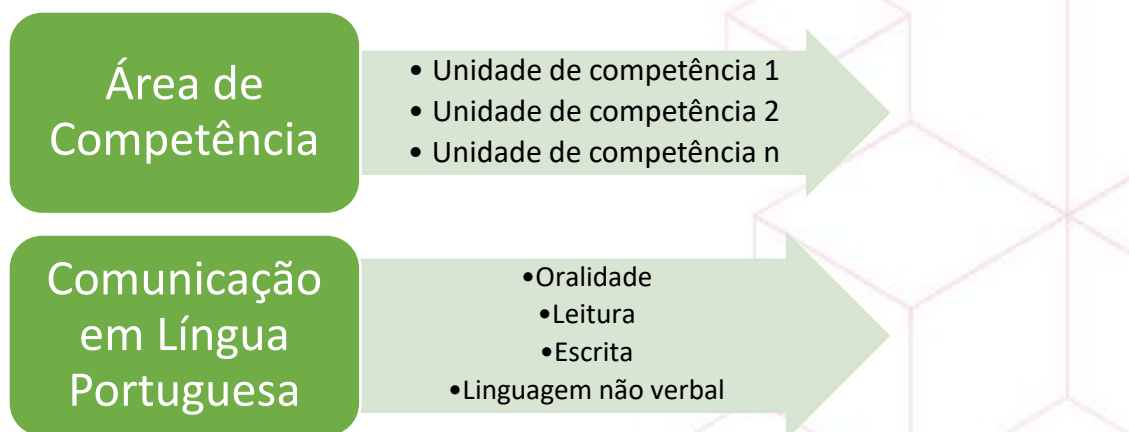 Área de
Competência
• Unidade de competência 1
• Unidade de competência 2
• Unidade de competência n
Comunicação
em Língua
Portuguesa
•Oralidade
•Leitura
•Escrita
•Linguagem não verbal